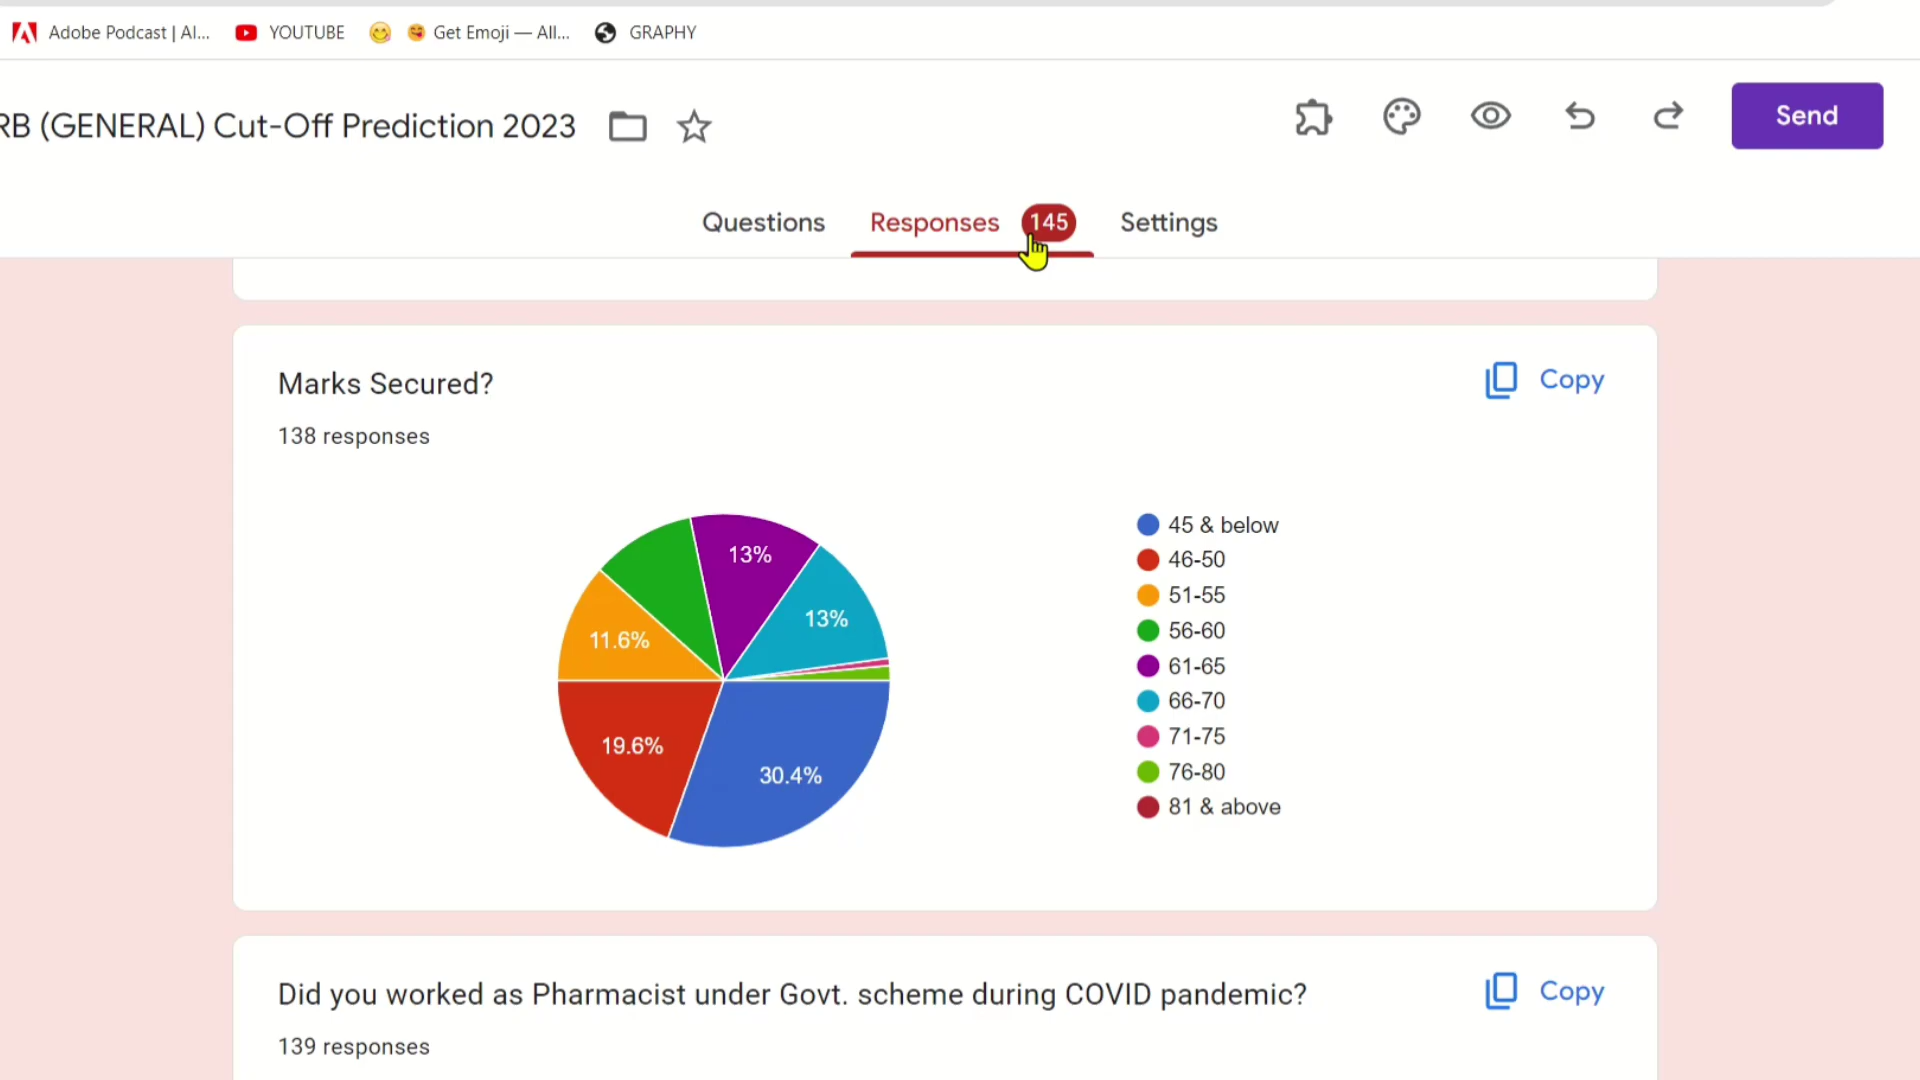 Adobe Podcast | Al...
YOUTUBE
Get Emoji — All...
GRAPHY
RB (GENERAL) Cut-Off Prediction 2023
Send
Questions
Responses
145
Settings
Marks Secured?
Copy
138 responses
13%
13%
11.6%
19.6%
30.4%
45 & below
46-50
51-55
56-60
61-65
66-70
71-75
76-80
81 & above
Did you worked as Pharmacist under Govt. scheme during COVID pandemic?
Copy
139 responses